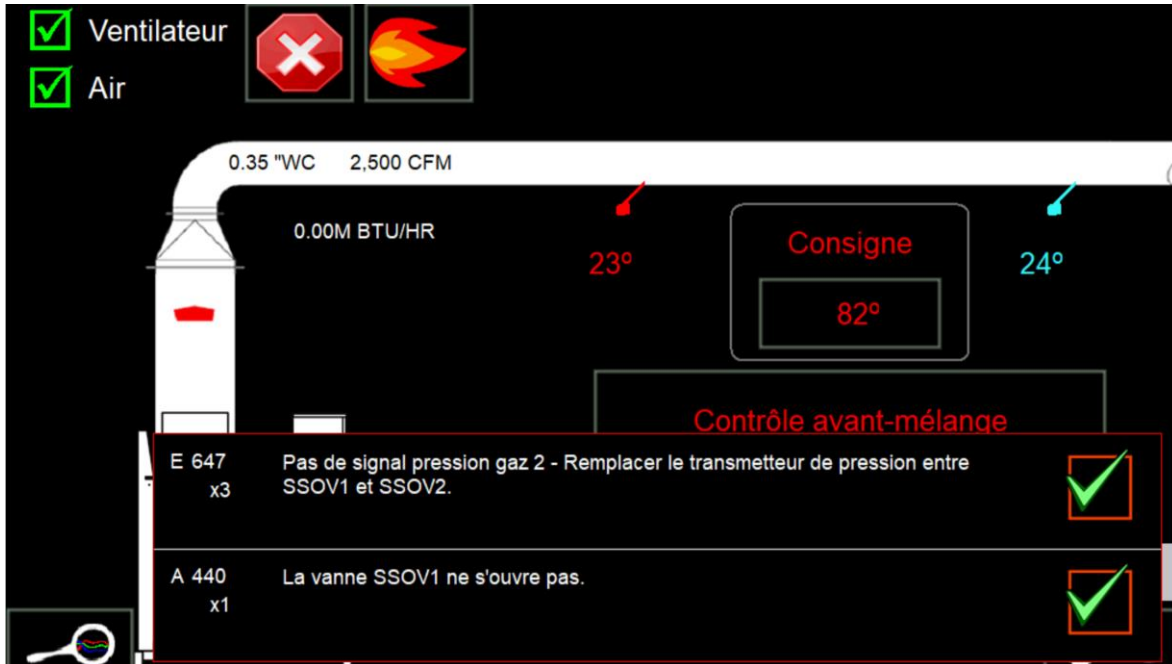 Ventilateur
Air
0.35 "WC 2,500 CFM
0.00M BTU/HR
23º
Consigne
82º
24º
Contrôle avant-mélange
E 647 Pas de signal pression gaz 2 - Remplacer le transmetteur de pression entre
x3 SSOV1 et SSOV2.
A 440 La vanne SSOV1 ne s'ouvre pas.
x1